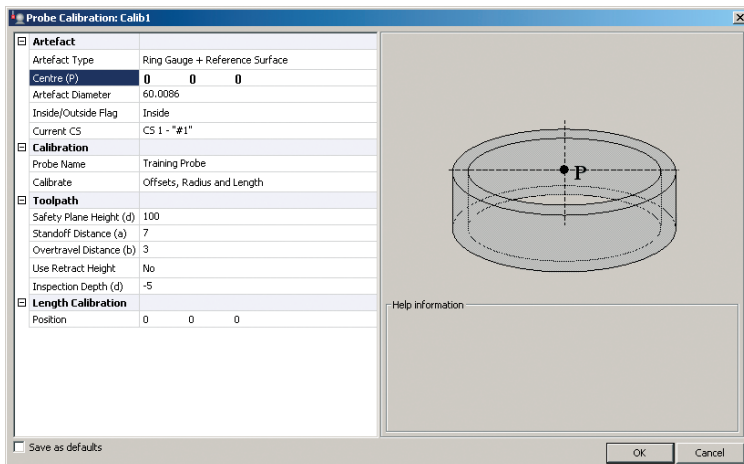 Probe Calibration: Calib1
Artefact
Artefact Type Ring Gauge + Reference Surface
Centre (P) 0 0 0
Artefact Diameter 60.0086
Inside/Outside Flag Inside
Current CS CS 1 - "#1"
Calibration
Probe Name Training Probe
Calibrate Offsets, Radius and Length
Toolpath
Safety Plane Height (d) 100
Standoff Distance (a) 7
Overtravel Distance (b) 3
Use Retract Height No
Inspection Depth (d) -5
Length Calibration
Position 0 0 0
P
Help information
Save as defaults
OK Cancel